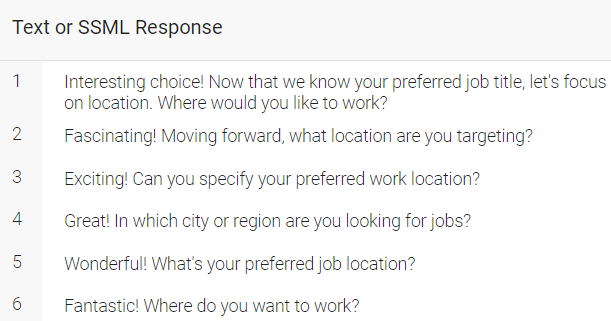 Text or SSML Response
1 Interesting choice! Now that we know your preferred job title, let's focus
on location. Where would you like to work?
2 Fascinating! Moving forward, what location are you targeting?
3 Exciting! Can you specify your preferred work location?
4 Great! In which city or region are you looking for jobs?
5 Wonderful! What's your preferred job location?
6 Fantastic! Where do you want to work?